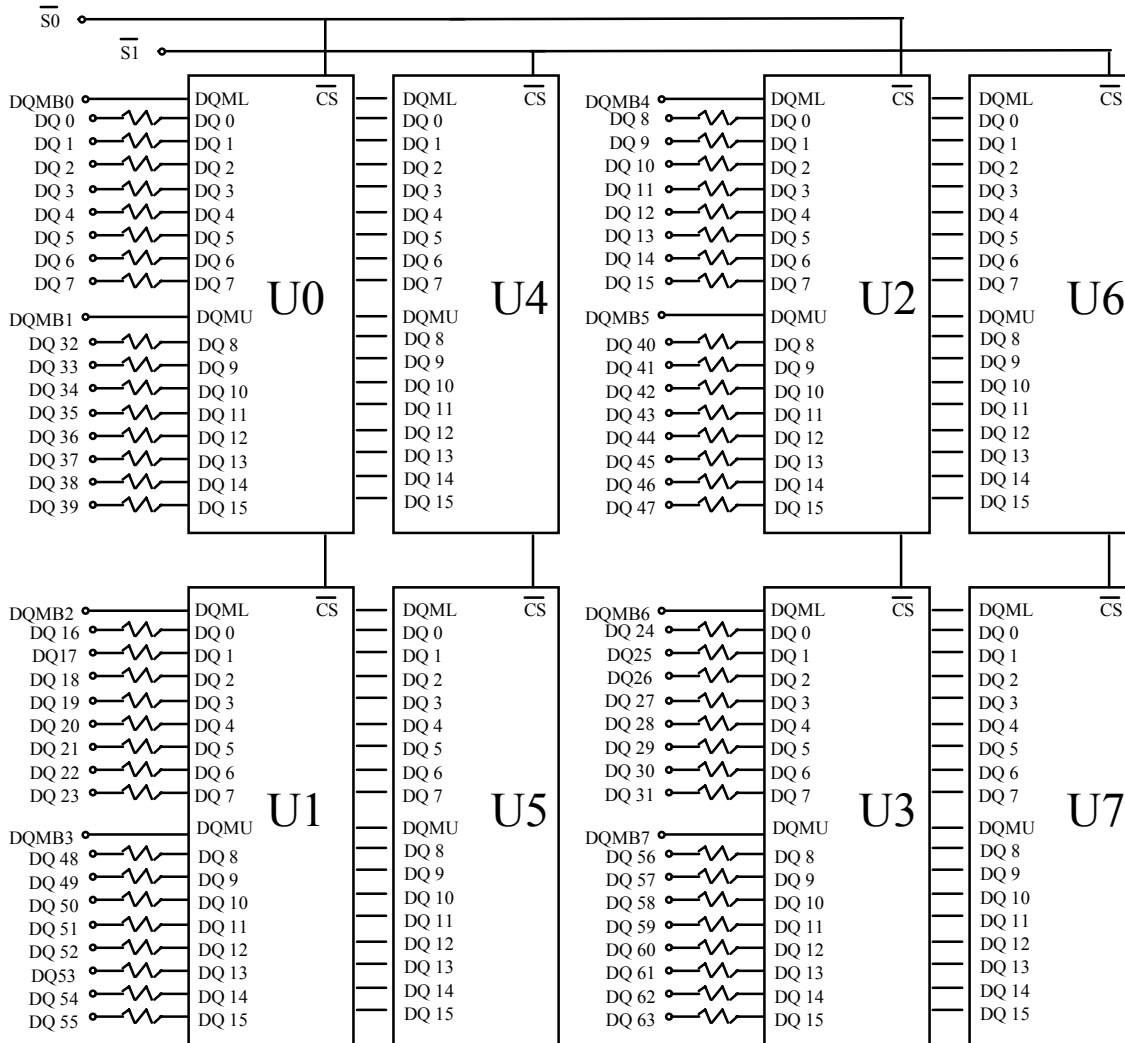 S0
S1
DQMB0 DQML CS DQML CS DQMB4 DQML CS DQML CS
DQ 0 DQ 0 DQ 0 DQ 8 DQ 0 DQ 0
DQ 1 DQ 1 DQ 1 DQ 9 DQ 1 DQ 1
DQ 2 DQ 2 DQ 2 DQ 10 DQ 2 DQ 2
DQ 3 DQ 3 DQ 3 DQ 11 DQ 3 DQ 3
DQ 4 DQ 4 DQ 4 DQ 12 DQ 4 DQ 4
DQ 5 DQ 5 DQ 5 DQ 13 DQ 5 DQ 5
DQ 6 DQ 6 DQ 6 DQ 14 DQ 6 DQ 6
DQ 7 DQ 7 DQ 7 DQ 15 DQ 7 DQ 7
U0 U4 U2 U6
DQMB1 DQMU DQMU DQMB5 DQMU DQMU
DQ 32 DQ 8 DQ 8 DQ 40 DQ 8 DQ 8
DQ 33 DQ 9 DQ 9 DQ 41 DQ 9 DQ 9
DQ 34 DQ 10 DQ 10 DQ 42 DQ 10 DQ 10
DQ 35 DQ 11 DQ 11 DQ 43 DQ 11 DQ 11
DQ 36 DQ 12 DQ 12 DQ 44 DQ 12 DQ 12
DQ 37 DQ 13 DQ 13 DQ 45 DQ 13 DQ 13
DQ 38 DQ 14 DQ 14 DQ 46 DQ 14 DQ 14
DQ 39 DQ 15 DQ 15 DQ 47 DQ 15 DQ 15
DQMB2 DQML CS DQML CS DQMB6 DQML CS DQML CS
DQ 16 DQ 0 DQ 0 DQ 24 DQ 0 DQ 0
DQ17 DQ 1 DQ 1 DQ25 DQ 1 DQ 1
DQ 18 DQ 2 DQ 2 DQ26 DQ 2 DQ 2
DQ 19 DQ 3 DQ 3 DQ 27 DQ 3 DQ 3
DQ 20 DQ 4 DQ 4 DQ 28 DQ 4 DQ 4
DQ 21 DQ 5 DQ 5 DQ 29 DQ 5 DQ 5
DQ 22 DQ 6 DQ 6 DQ 30 DQ 6 DQ 6
DQ 23 DQ 7 DQ 7 DQ 31 DQ 7 DQ 7
U1 U5 U3 U7
DQMB3 DQMU DQMU DQMB7 DQMU DQMU
DQ 48 DQ 8 DQ 8 DQ 56 DQ 8 DQ 8
DQ 49 DQ 9 DQ 9 DQ 57 DQ 9 DQ 9
DQ 50 DQ 10 DQ 10 DQ 58 DQ 10 DQ 10
DQ 51 DQ 11 DQ 11 DQ 59 DQ 11 DQ 11
DQ 52 DQ 12 DQ 12 DQ 60 DQ 12 DQ 12
DQ53 DQ 13 DQ 13 DQ 61 DQ 13 DQ 13
DQ 54 DQ 14 DQ 14 DQ 62 DQ 14 DQ 14
DQ 55 DQ 15 DQ 15 DQ 63 DQ 15 DQ 15